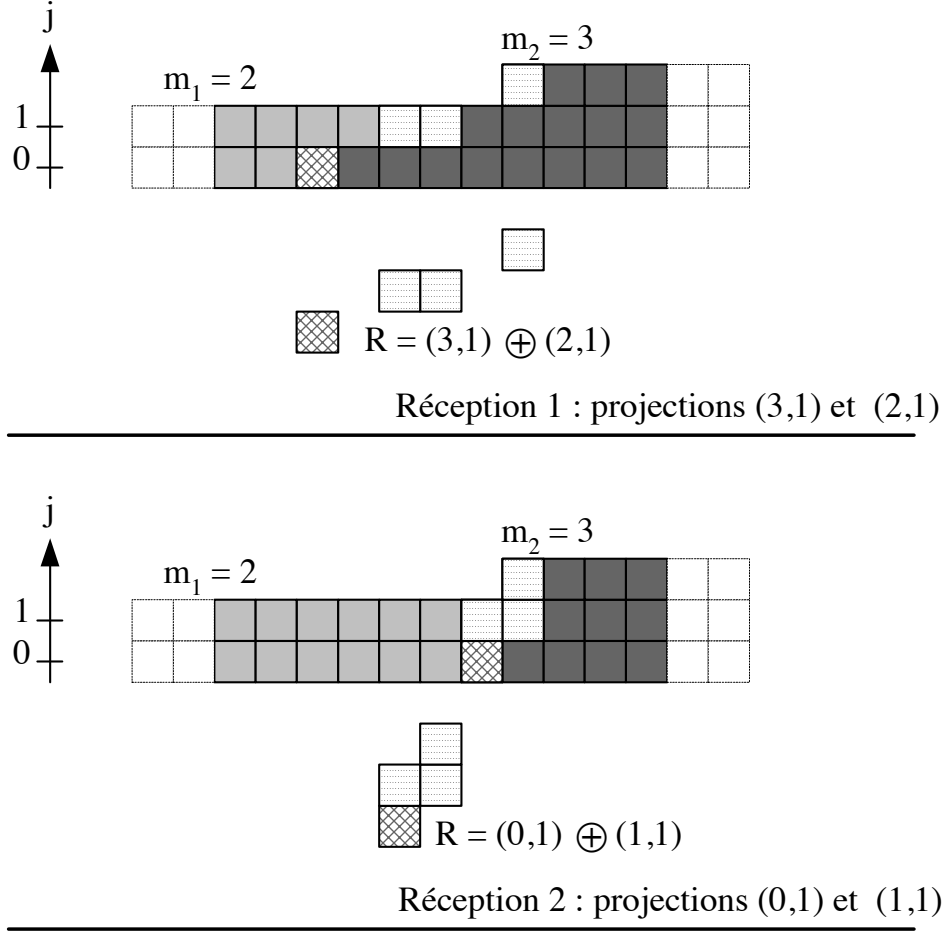 j
m₂ = 3
m₁ = 2
1
0
R = (3,1) ⊕ (2,1)
Réception 1 : projections (3,1) et (2,1)
j
m₂ = 3
m₁ = 2
1
0
R = (0,1) ⊕ (1,1)
Réception 2 : projections (0,1) et (1,1)